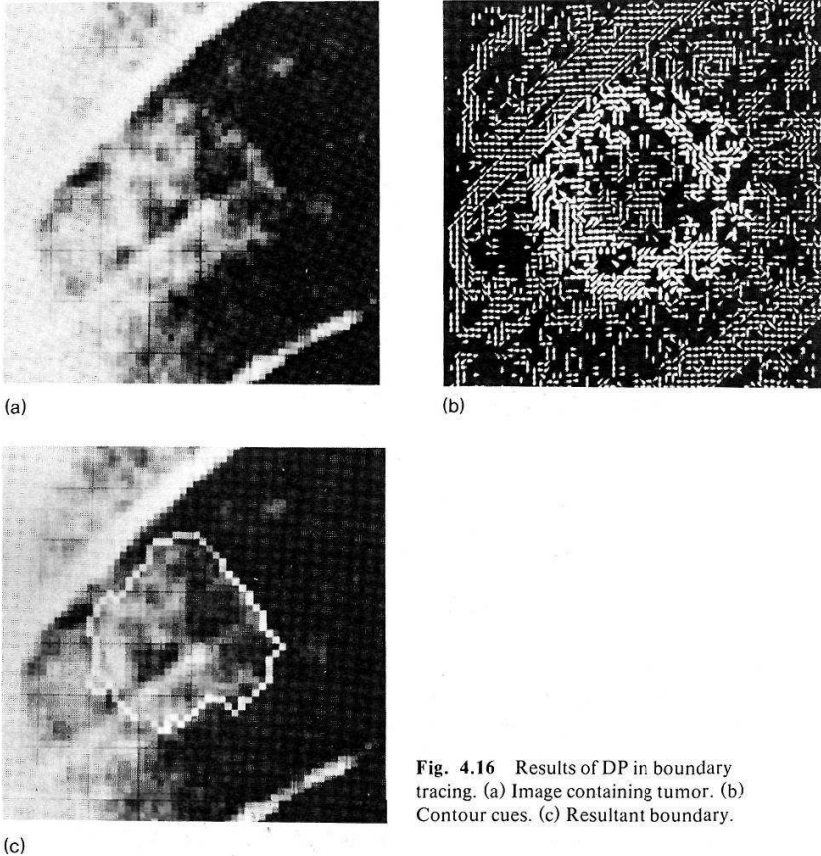 (a)
(b)
(c)
Fig. 4.16 Results of DP in boundary
tracing. (a) Image containing tumor. (b)
Contour cues. (c) Resultant boundary.